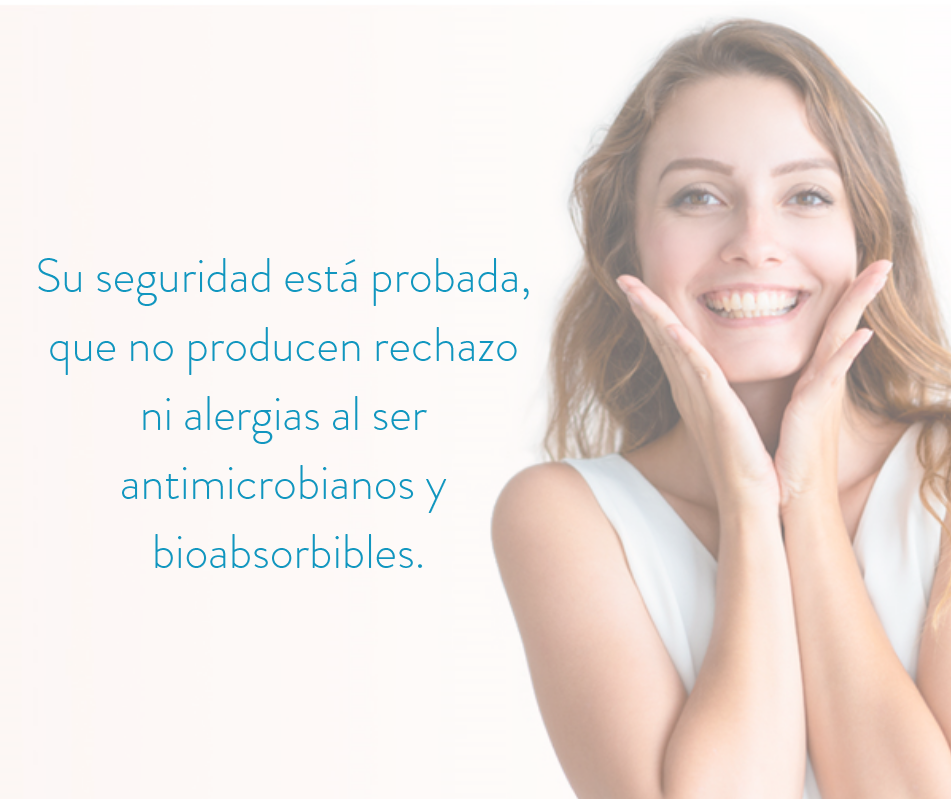 Su seguridad está probada,
que no producen rechazo
ni alergias al ser
antimicrobianos y
bioabsorbibles.